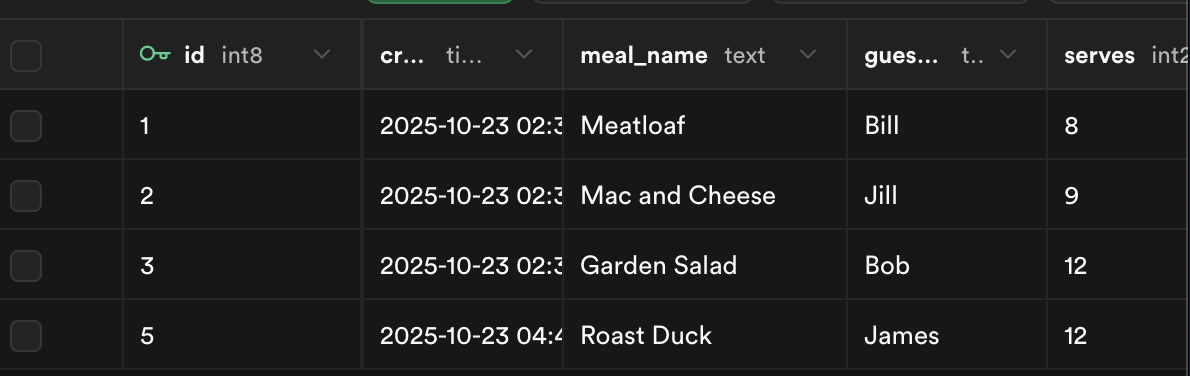 id int8 cr... ti... meal_name text gues... t.. serves int2
1 2025-10-23 02:3 Meatloaf Bill 8
2 2025-10-23 02:3 Mac and Cheese Jill 9
3 2025-10-23 02:3 Garden Salad Bob 12
5 2025-10-23 04:4 Roast Duck James 12